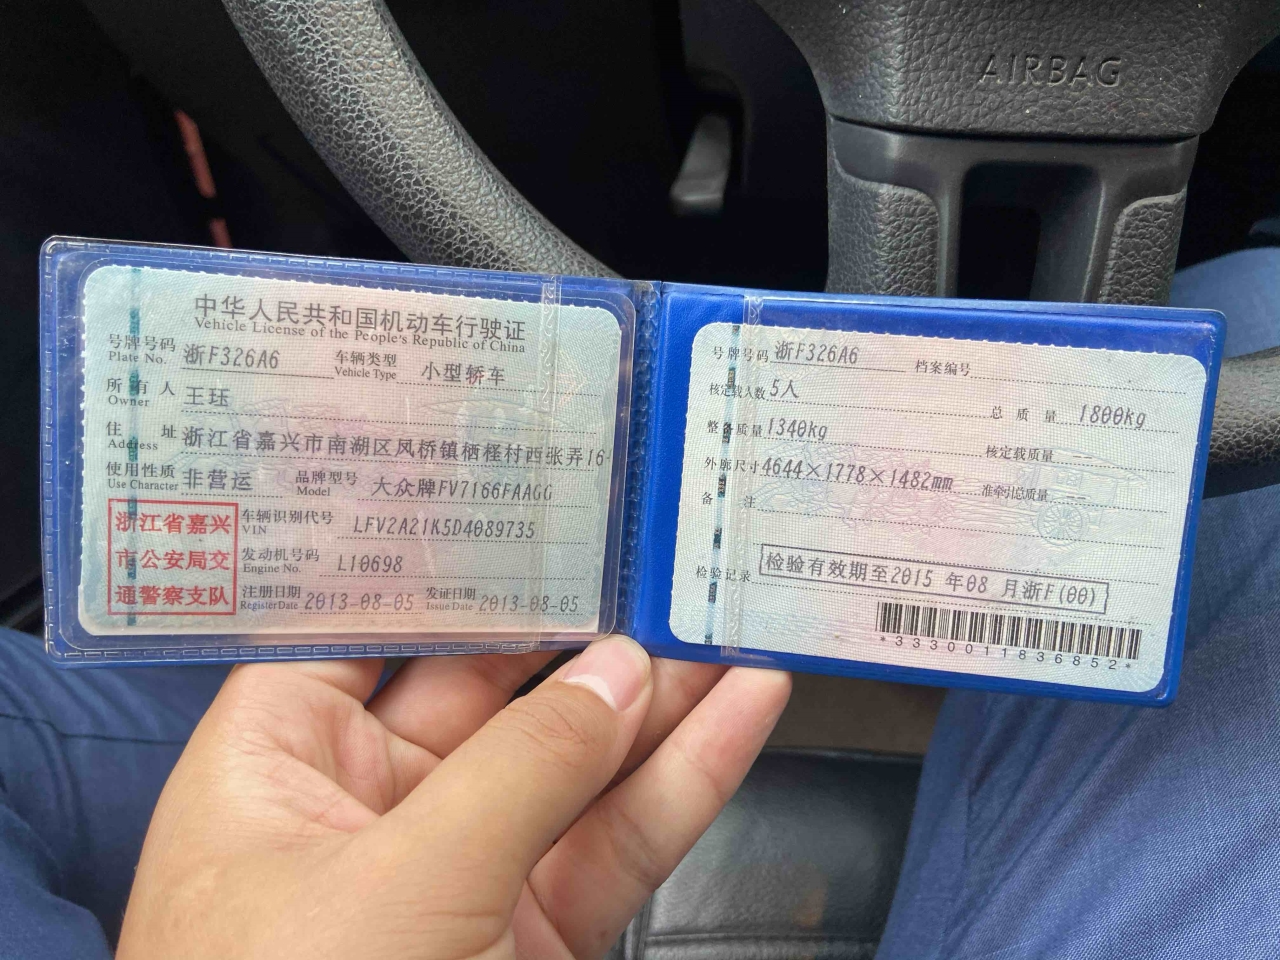 AIRBAG
中华人民共和国机动车行驶证
Vehicle License of the People's Republic of China
号牌号码 浙F326A6 车辆类型 小型轿车
Plate No. Vehicle Type
所有人 王珏
Owner
住址 浙江省嘉兴市南湖区凤桥镇栖柽村西张弄16
Address
使用性质 非营运 品牌型号 大众牌FV7166FAAGG
Use Character Model
浙江省嘉兴
市公安局交
通警察支队
车辆识别代号 LFV2A21K5D4089735
VIN
发动机号码 L10698
Engine No.
注册日期 2013-08-05 发证日期 2013-08-05
Register Date Issue Date
号牌号码 浙F326A6 档案编号
核定载人数 5人 总质量 1800kg
整备质量 1340kg 核定载质量
外廓尺寸 4644×1778×1482mm 准牵引总质量 --
备注
检验记录 检验有效期至2015 年08 月浙F(00)
*3330011836852*